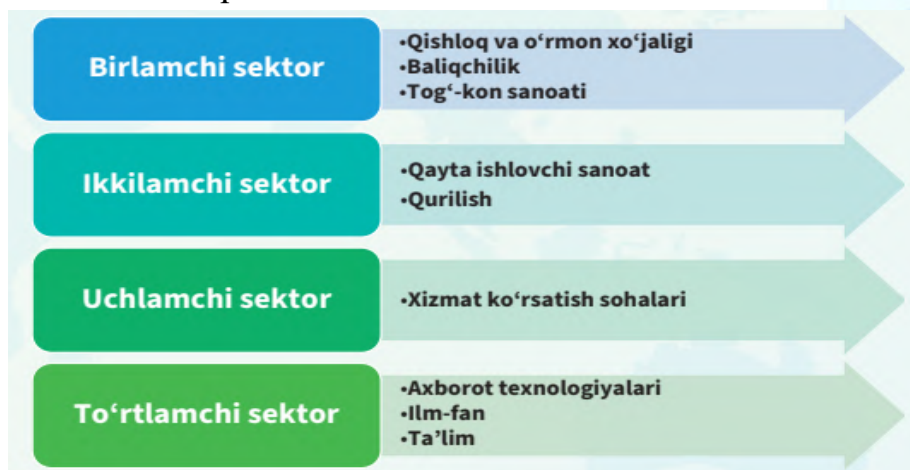 Birlamchi sektor
•Qishloq va o‘rmon xo‘jaligi
•Baliqchilik
•Tog‘-kon sanoati
Ikkilamchi sektor
•Qayta ishlovchi sanoat
•Qurilish
Uchlamchi sektor
•Xizmat ko‘rsatish sohalari
To‘rtlamchi sektor
•Axborot texnologiyalari
•Ilm-fan
•Ta’lim